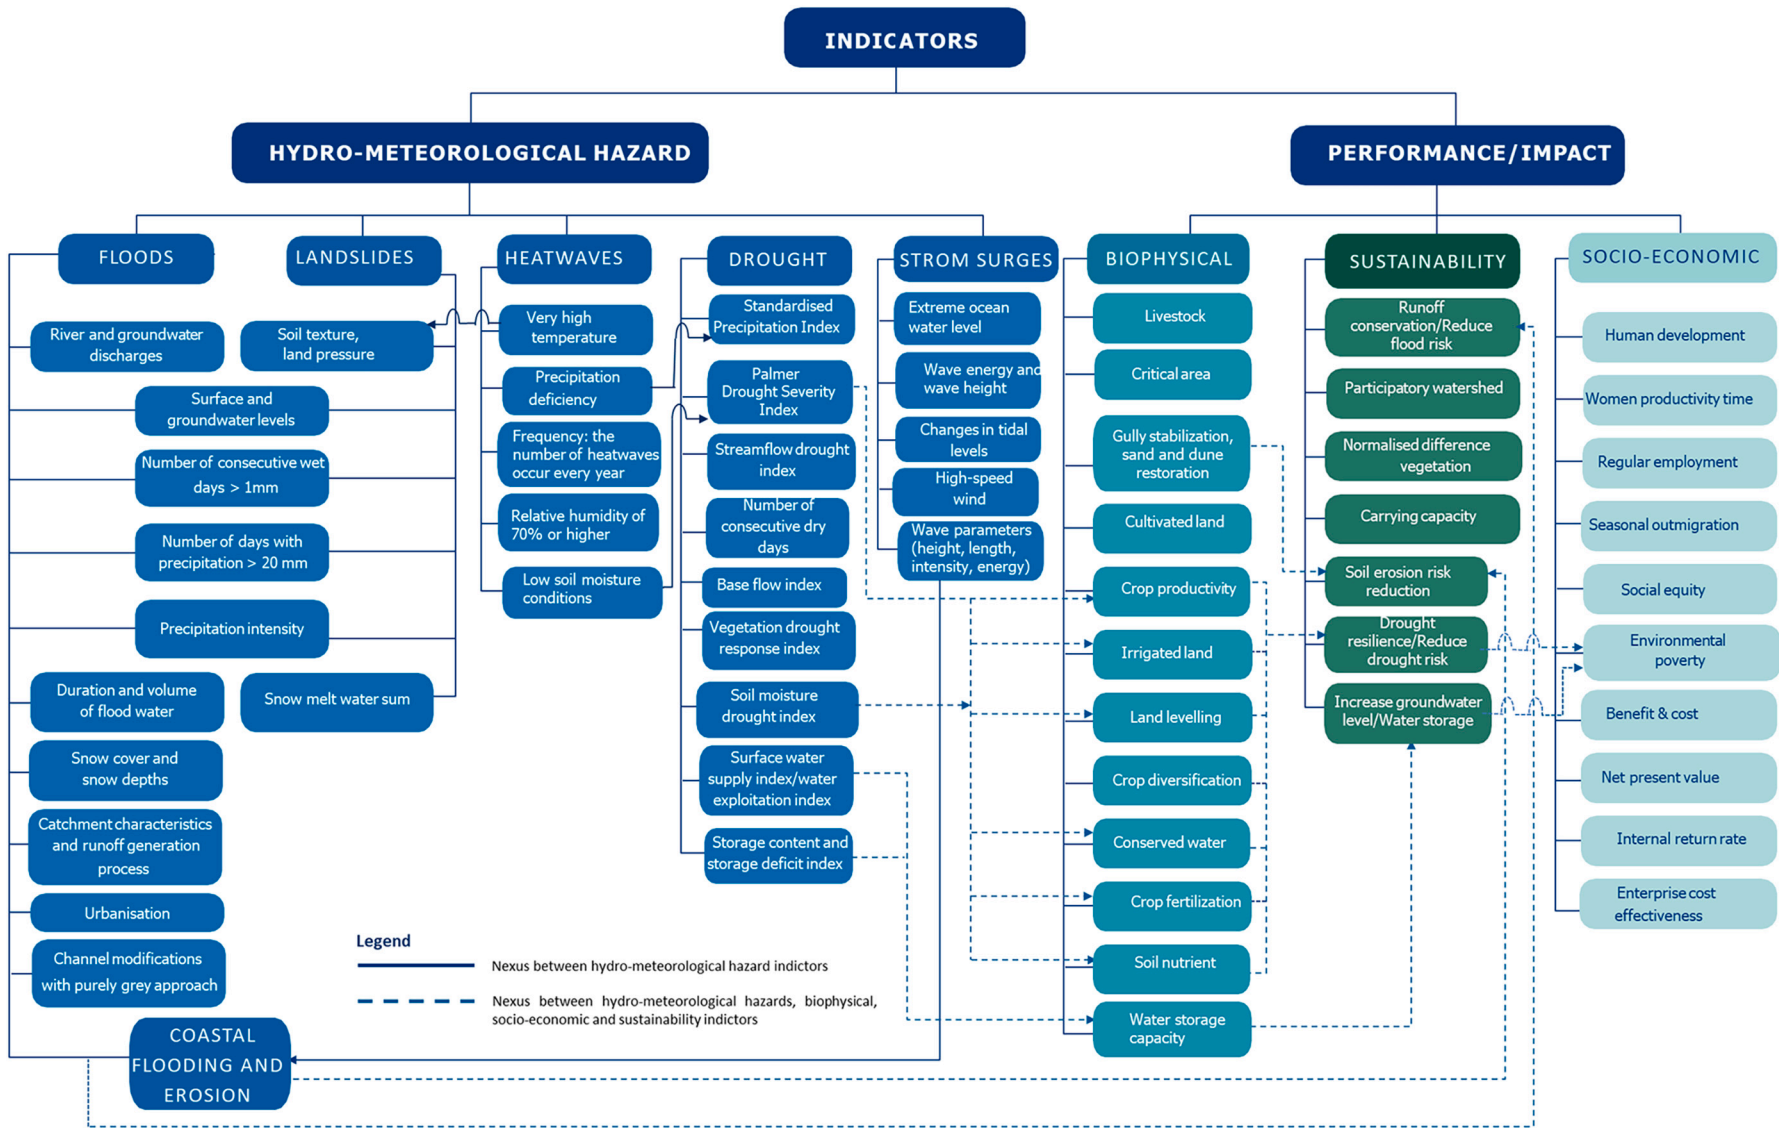 INDICATORS
HYDRO-METEOROLOGICAL HAZARD
PERFORMANCE/IMPACT
FLOODS
River and groundwater
discharges
Surface and
groundwater levels
Number of consecutive wet
days > 1mm
Number of days with
precipitation > 20 mm
Precipitation intensity
Duration and volume
of flood water
Snow cover and
snow depths
Catchment characteristics
and runoff generation
process
Urbanisation
Channel modifications
with purely grey approach
COASTAL
FLOODING AND
EROSION
LANDSLIDES
Soil texture,
land pressure
Snow melt water sum
HEATWAVES
Very high
temperature
Precipitation
deficiency
Frequency: the
number of heatwaves
occur every year
Relative humidity of
70% or higher
Low soil moisture
conditions
DROUGHT
Standardised
Precipitation Index
Palmer
Drought Severity
Index
Streamflow drought
index
Number of
consecutive dry
days
Base flow index
Vegetation drought
response index
Soil moisture
drought index
Surface water
supply index/water
exploitation index
Storage content and
storage deficit index
STROM SURGES
Extreme ocean
water level
Wave energy and
wave height
Changes in tidal
levels
High-speed
wind
Wave parameters
(height, length,
intensity, energy)
BIOPHYSICAL
Livestock
Critical area
Gully stabilization,
sand and dune
restoration
Cultivated land
Crop productivity
Irrigated land
Land levelling
Crop diversification
Conserved water
Crop fertilization
Soil nutrient
Water storage
capacity
SUSTAINABILITY
Runoff
conservation/Reduce
flood risk
Participatory watershed
Normalised difference
vegetation
Carrying capacity
Soil erosion risk
reduction
Drought
resilience/Reduce
drought risk
Increase groundwater
level/Water storage
SOCIO-ECONOMIC
Human development
Women productivity time
Regular employment
Seasonal outmigration
Social equity
Environmental
poverty
Benefit & cost
Net present value
Internal return rate
Enterprise cost
effectiveness
Legend
Nexus between hydro-meteorological hazard indictors
Nexus between hydro-meteorological hazards, biophysical,
socio-economic and sustainability indictors